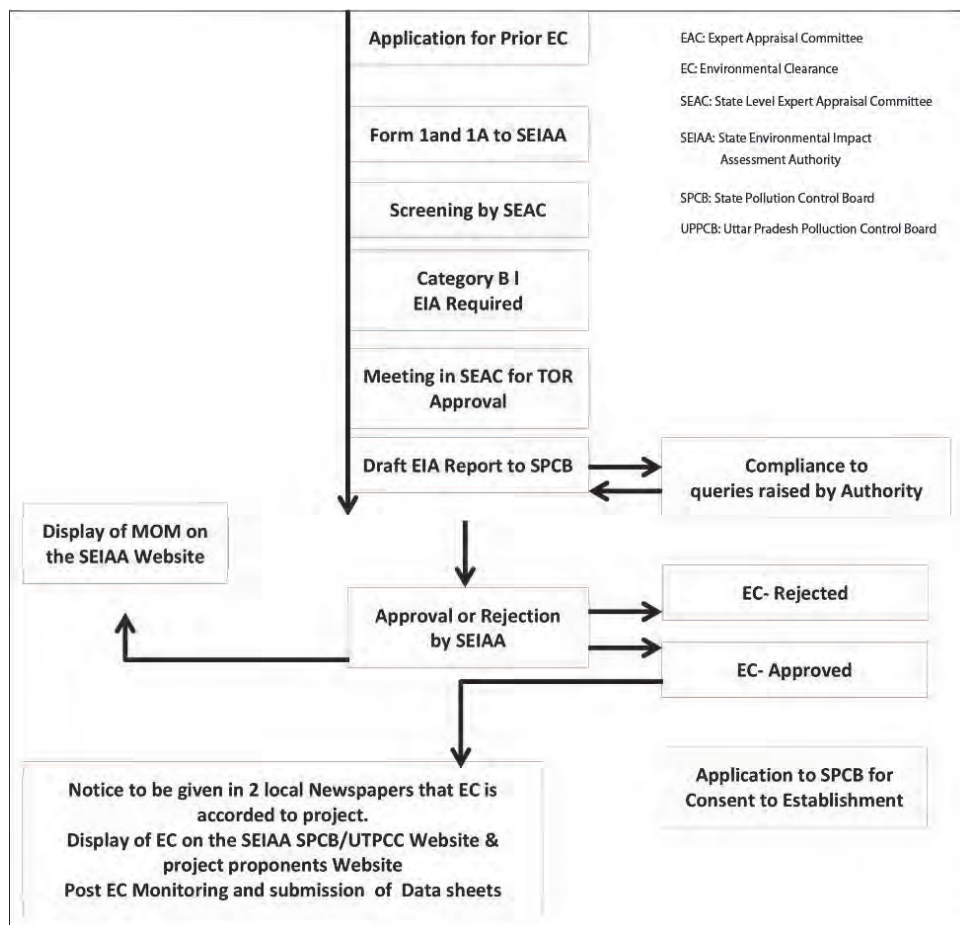 Application for Prior EC
Form 1and 1A to SEIAA
Screening by SEAC
Category B I
EIA Required
Meeting in SEAC for TOR
Approval
Draft EIA Report to SPCB
Compliance to
queries raised by Authority
Display of MOM on
the SEIAA Website
Approval or Rejection
by SEIAA
EC- Rejected
EC- Approved
Notice to be given in 2 local Newspapers that EC is
accorded to project.
Display of EC on the SEIAA SPCB/UTPCC Website &
project proponents Website
Post EC Monitoring and submission of Data sheets
Application to SPCB for
Consent to Establishment
EAC: Expert Appraisal Committee
EC: Environmental Clearance
SEAC: State Level Expert Appraisal Committee
SEIAA: State Environmental Impact
Assessment Authority
SPCB: State Pollution Control Board
UPPCB: Uttar Pradesh Polluction Control Board